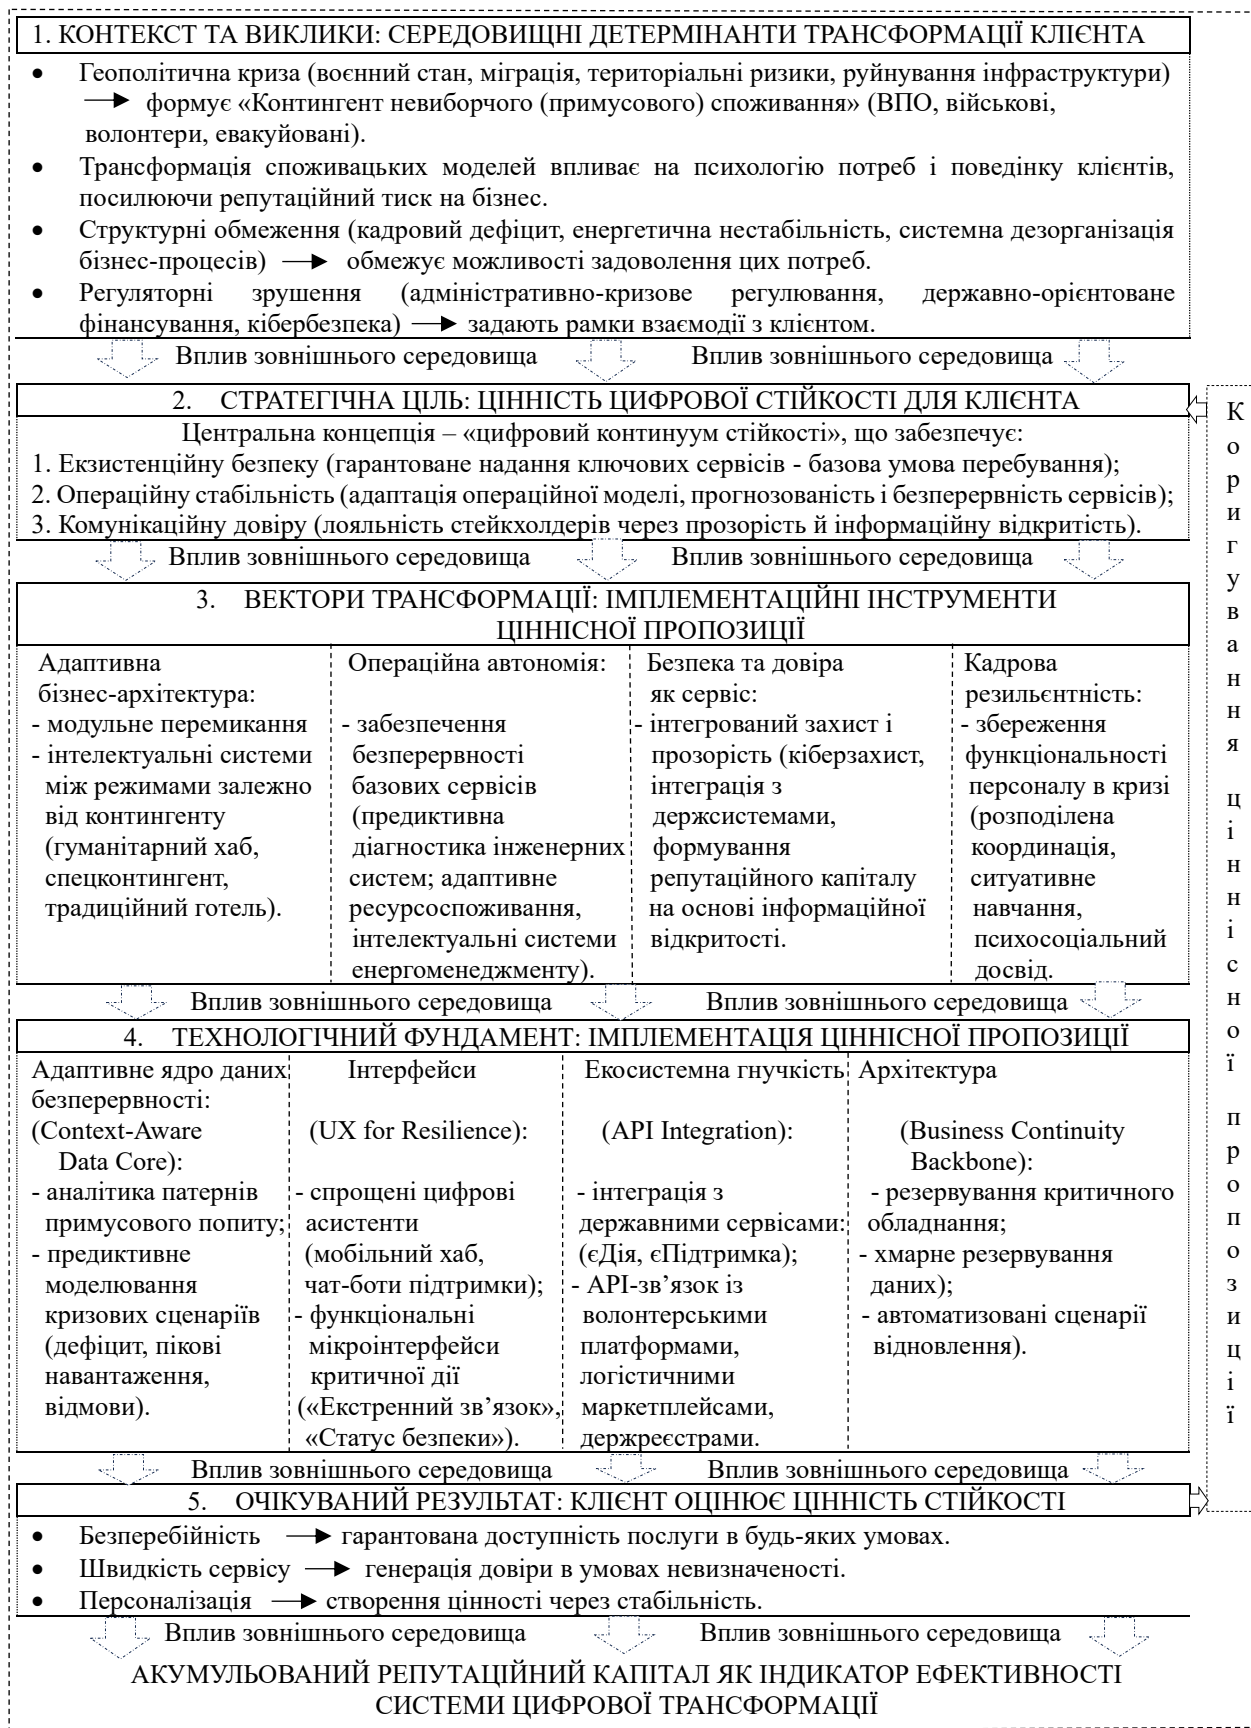 1. КОНТЕКСТ ТА ВИКЛИКИ: СЕРЕДОВИЩНІ ДЕТЕРМІНАНТИ ТРАНСФОРМАЦІЇ КЛІЄНТА
• Геополітична криза (воєнний стан, міграція, територіальні ризики, руйнування інфраструктури)
→ формує «Контингент невиборчого (примусового) споживання» (ВПО, військові,
волонтери, евакуйовані).
• Трансформація споживацьких моделей впливає на психологію потреб і поведінку клієнтів,
посилюючи репутаційний тиск на бізнес.
• Структурні обмеження (кадровий дефіцит, енергетична нестабільність, системна дезорганізація
бізнес-процесів) → обмежує можливості задоволення цих потреб.
• Регуляторні зрушення (адміністративно-кризове регулювання, державно-орієнтоване
фінансування, кібербезпека) → задають рамки взаємодії з клієнтом.
Вплив зовнішнього середовища Вплив зовнішнього середовища
2. СТРАТЕГІЧНА ЦІЛЬ: ЦІННІСТЬ ЦИФРОВОЇ СТІЙКОСТІ ДЛЯ КЛІЄНТА
Центральна концепція – «цифровий континуум стійкості», що забезпечує:
1. Екзистенційну безпеку (гарантоване надання ключових сервісів - базова умова перебування);
2. Операційну стабільність (адаптація операційної моделі, прогнозованість і безперервність сервісів);
3. Комунікаційну довіру (лояльність стейкхолдерів через прозорість й інформаційну відкритість).
Вплив зовнішнього середовища Вплив зовнішнього середовища
3. ВЕКТОРИ ТРАНСФОРМАЦІЇ: ІМПЛЕМЕНТАЦІЙНІ ІНСТРУМЕНТИ
ЦІННІСНОЇ ПРОПОЗИЦІЇ
Адаптивна
бізнес-архітектура:
- модульне перемикання
- інтелектуальні системи
між режимами залежно
від контингенту
(гуманітарний хаб,
спецконтингент,
традиційний готель).
Операційна автономія:
- забезпечення
безперервності
базових сервісів
(предиктивна
діагностика інженерних
систем; адаптивне
ресурсоспоживання,
інтелектуальні системи
енергоменеджменту).
Безпека та довіра
як сервіс:
- інтегрований захист і
прозорість (кіберзахист,
інтеграція з
держсистемами,
формування
репутаційного капіталу
на основі інформаційної
відкритості.
Кадрова
резильєнтність:
- збереження
функціональності
персоналу в кризі
(розподілена
координація,
ситуативне
навчання,
психосоціальний
досвід.
Вплив зовнішнього середовища Вплив зовнішнього середовища
4. ТЕХНОЛОГІЧНИЙ ФУНДАМЕНТ: ІМПЛЕМЕНТАЦІЯ ЦІННІСНОЇ ПРОПОЗИЦІЇ
Адаптивне ядро даних
безперервності:
(Context-Aware
Data Core):
- аналітика патернів
примусового попиту;
- предиктивне
моделювання
кризових сценаріїв
(дефіцит, пікові
навантаження,
відмови).
Інтерфейси
(UX for Resilience):
- спрощені цифрові
асистенти
(мобільний хаб,
чат-боти підтримки);
- функціональні
мікроінтерфейси
критичної дії
(«Екстренний зв’язок»,
«Статус безпеки»).
Екосистемна гнучкість
(API Integration):
- інтеграція з
державними сервісами:
(єДія, єПідтримка);
- API-зв’язок із
волонтерськими
платформами,
логістичними
маркетплейсами,
держреєстрами.
Архітектура
(Business Continuity
Backbone):
- резервування критичного
обладнання;
- хмарне резервування
даних);
- автоматизовані сценарії
відновлення).
Вплив зовнішнього середовища Вплив зовнішнього середовища
5. ОЧІКУВАНИЙ РЕЗУЛЬТАТ: КЛІЄНТ ОЦІНЮЄ ЦІННІСТЬ СТІЙКОСТІ
• Безперебійність → гарантована доступність послуги в будь-яких умовах.
• Швидкість сервісу → генерація довіри в умовах невизначеності.
• Персоналізація → створення цінності через стабільність.
Вплив зовнішнього середовища Вплив зовнішнього середовища
АКУМУЛЬОВАНИЙ РЕПУТАЦІЙНИЙ КАПІТАЛ ЯК ІНДИКАТОР ЕФЕКТИВНОСТІ
СИСТЕМИ ЦИФРОВОЇ ТРАНСФОРМАЦІЇ
Коригування ціннісної пропозиції